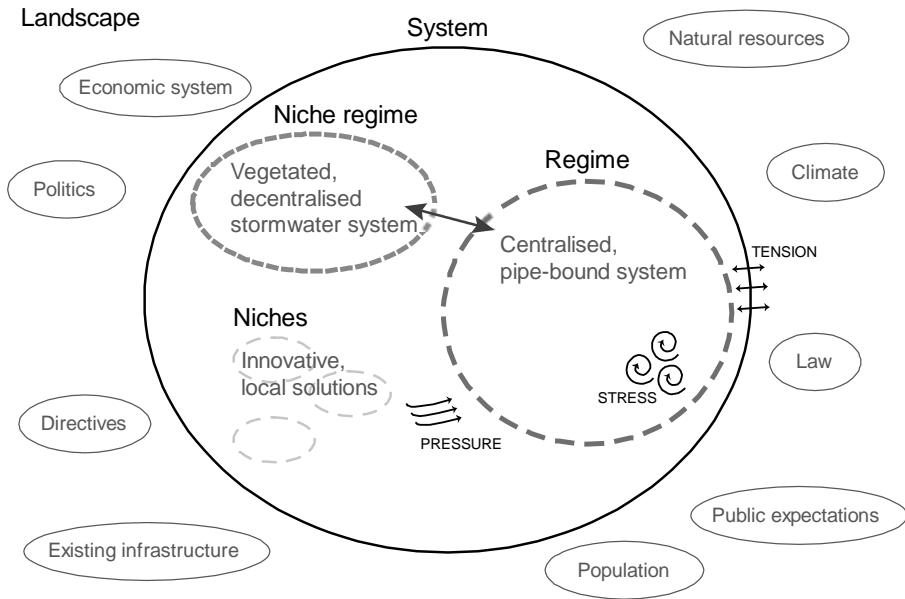 Landscape
System
Natural resources
Economic system
Niche regime
Regime
Politics
Vegetated,
decentralised
stormwater system
Climate
Centralised,
pipe-bound system
TENSION
Niches
Innovative,
local solutions
Law
STRESS
Directives
PRESSURE
Public expectations
Existing infrastructure
Population